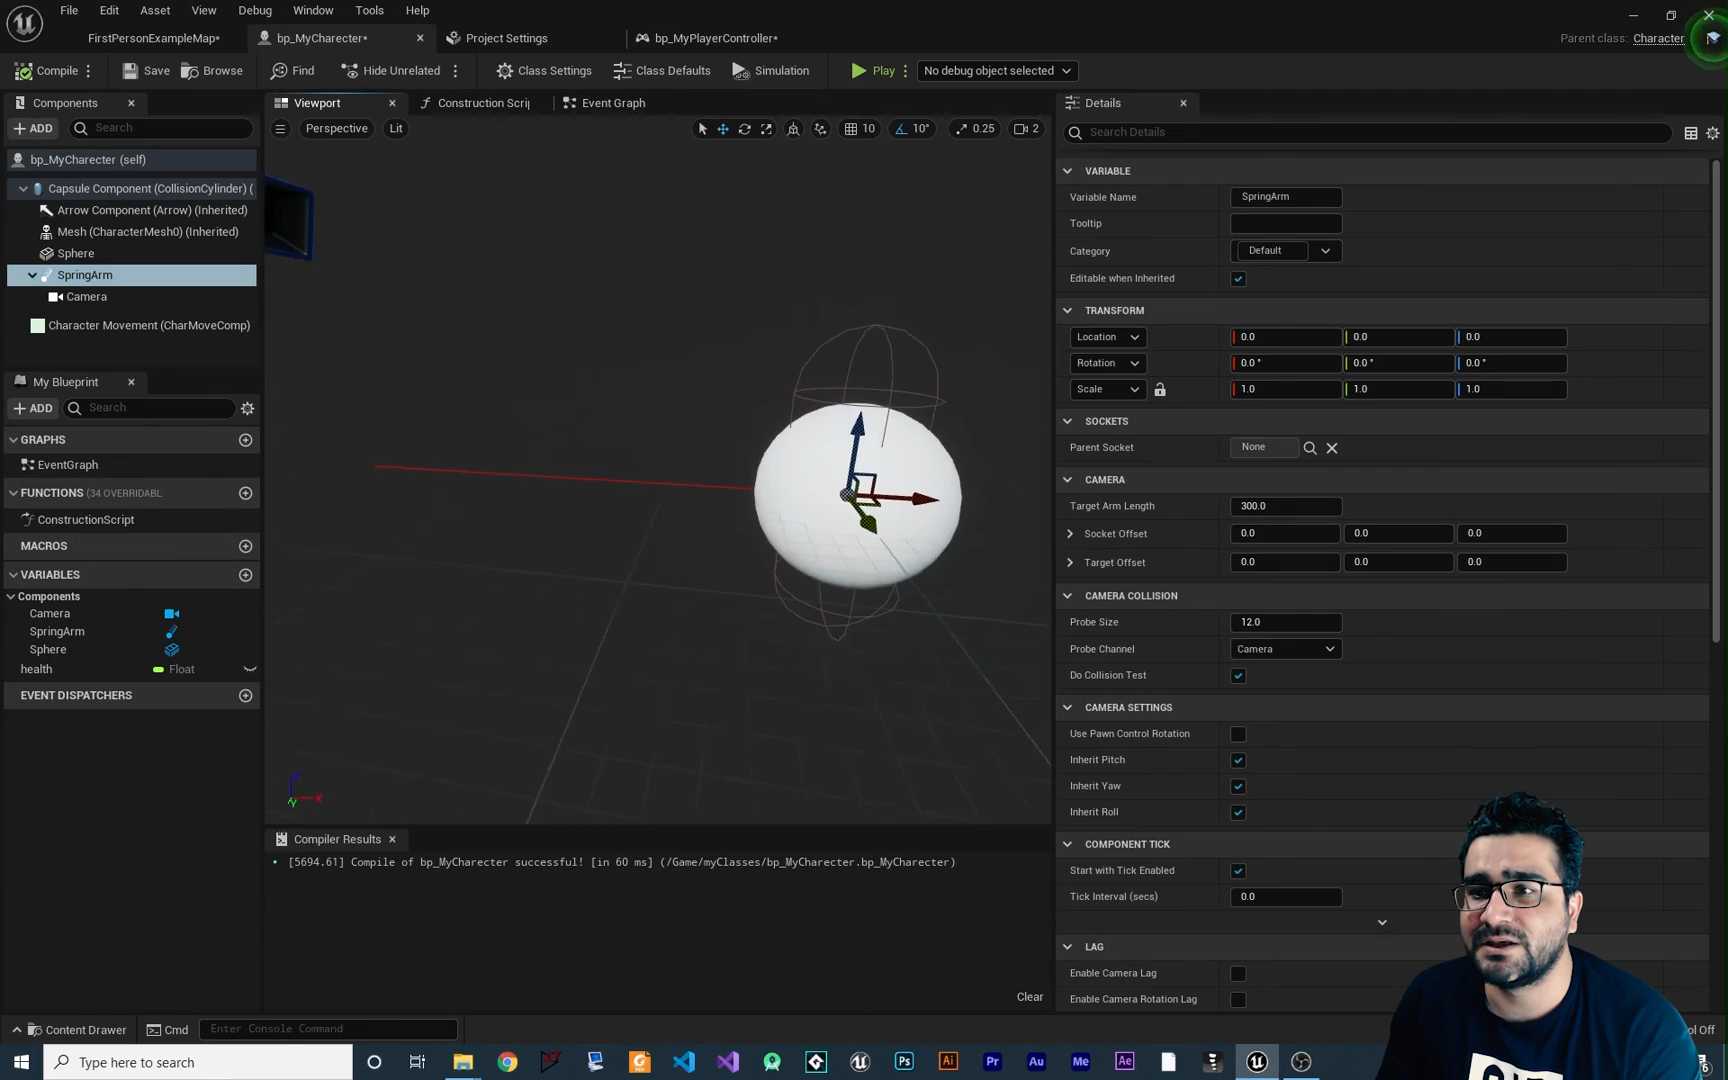 File Edit Asset View Debug Window Tools Help
FirstPersonExampleMap* bp_MyCharecter* Project Settings bp_MyPlayerController* Parent class: Character
Compile Save Browse Find Hide Unrelated Class Settings Class Defaults Simulation Play No debug object selected
Components
ADD Search
bp_MyCharecter (self)
Capsule Component (CollisionCylinder) (
Arrow Component (Arrow) (Inherited)
Mesh (CharacterMesh0) (Inherited)
Sphere
SpringArm
Camera
Character Movement (CharMoveComp)
My Blueprint
ADD Search
GRAPHS
EventGraph
FUNCTIONS (34 OVERRIDABL
ConstructionScript
MACROS
VARIABLES
Components
Camera
SpringArm
Sphere
health Float
EVENT DISPATCHERS
Viewport Construction Scrip Event Graph
Perspective Lit 10 10° 0.25 2
Compiler Results
[5694.61] Compile of bp_MyCharecter successful! [in 60 ms] (/Game/myClasses/bp_MyCharecter.bp_MyCharecter)
Clear
Details
Search Details
VARIABLE
Variable Name SpringArm
Tooltip
Category Default
Editable when Inherited
TRANSFORM
Location 0.0 0.0 0.0
Rotation 0.0 ° 0.0 ° 0.0 °
Scale 1.0 1.0 1.0
SOCKETS
Parent Socket None
CAMERA
Target Arm Length 300.0
Socket Offset 0.0 0.0 0.0
Target Offset 0.0 0.0 0.0
CAMERA COLLISION
Probe Size 12.0
Probe Channel Camera
Do Collision Test
CAMERA SETTINGS
Use Pawn Control Rotation
Inherit Pitch
Inherit Yaw
Inherit Roll
COMPONENT TICK
Start with Tick Enabled
Tick Interval (secs) 0.0
LAG
Enable Camera Lag
Enable Camera Rotation Lag
Content Drawer Cmd Enter Console Command ol Off
Type here to search Ps Ai Pr Au Me Ae